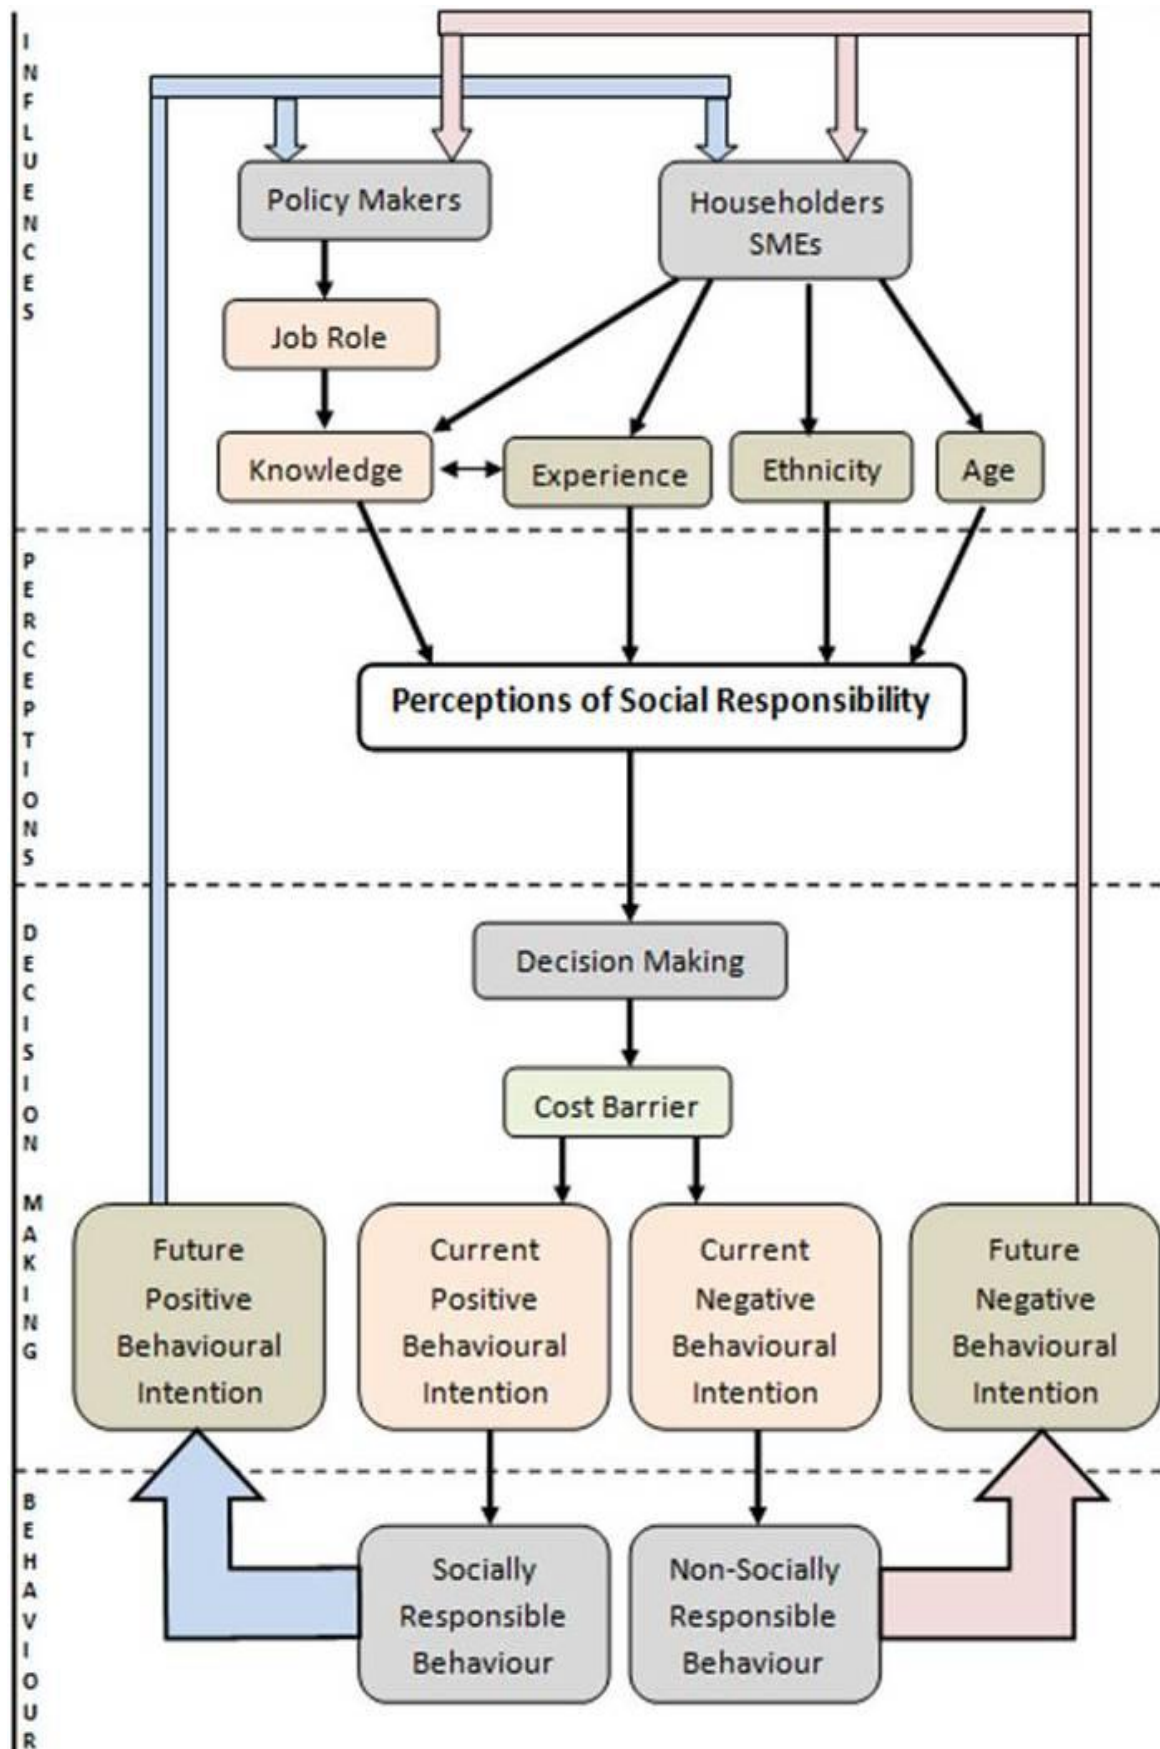 INFLUENCES
Policy Makers
Householders
SMEs
Job Role
Knowledge
Experience
Ethnicity
Age
PERCEPTIONS
Perceptions of Social Responsibility
DECISION MAKING
Decision Making
Cost Barrier
Future
Positive
Behavioural
Intention
Current
Positive
Behavioural
Intention
Current
Negative
Behavioural
Intention
Future
Negative
Behavioural
Intention
BEHAVIOUR
Socially
Responsible
Behaviour
Non-Socially
Responsible
Behaviour